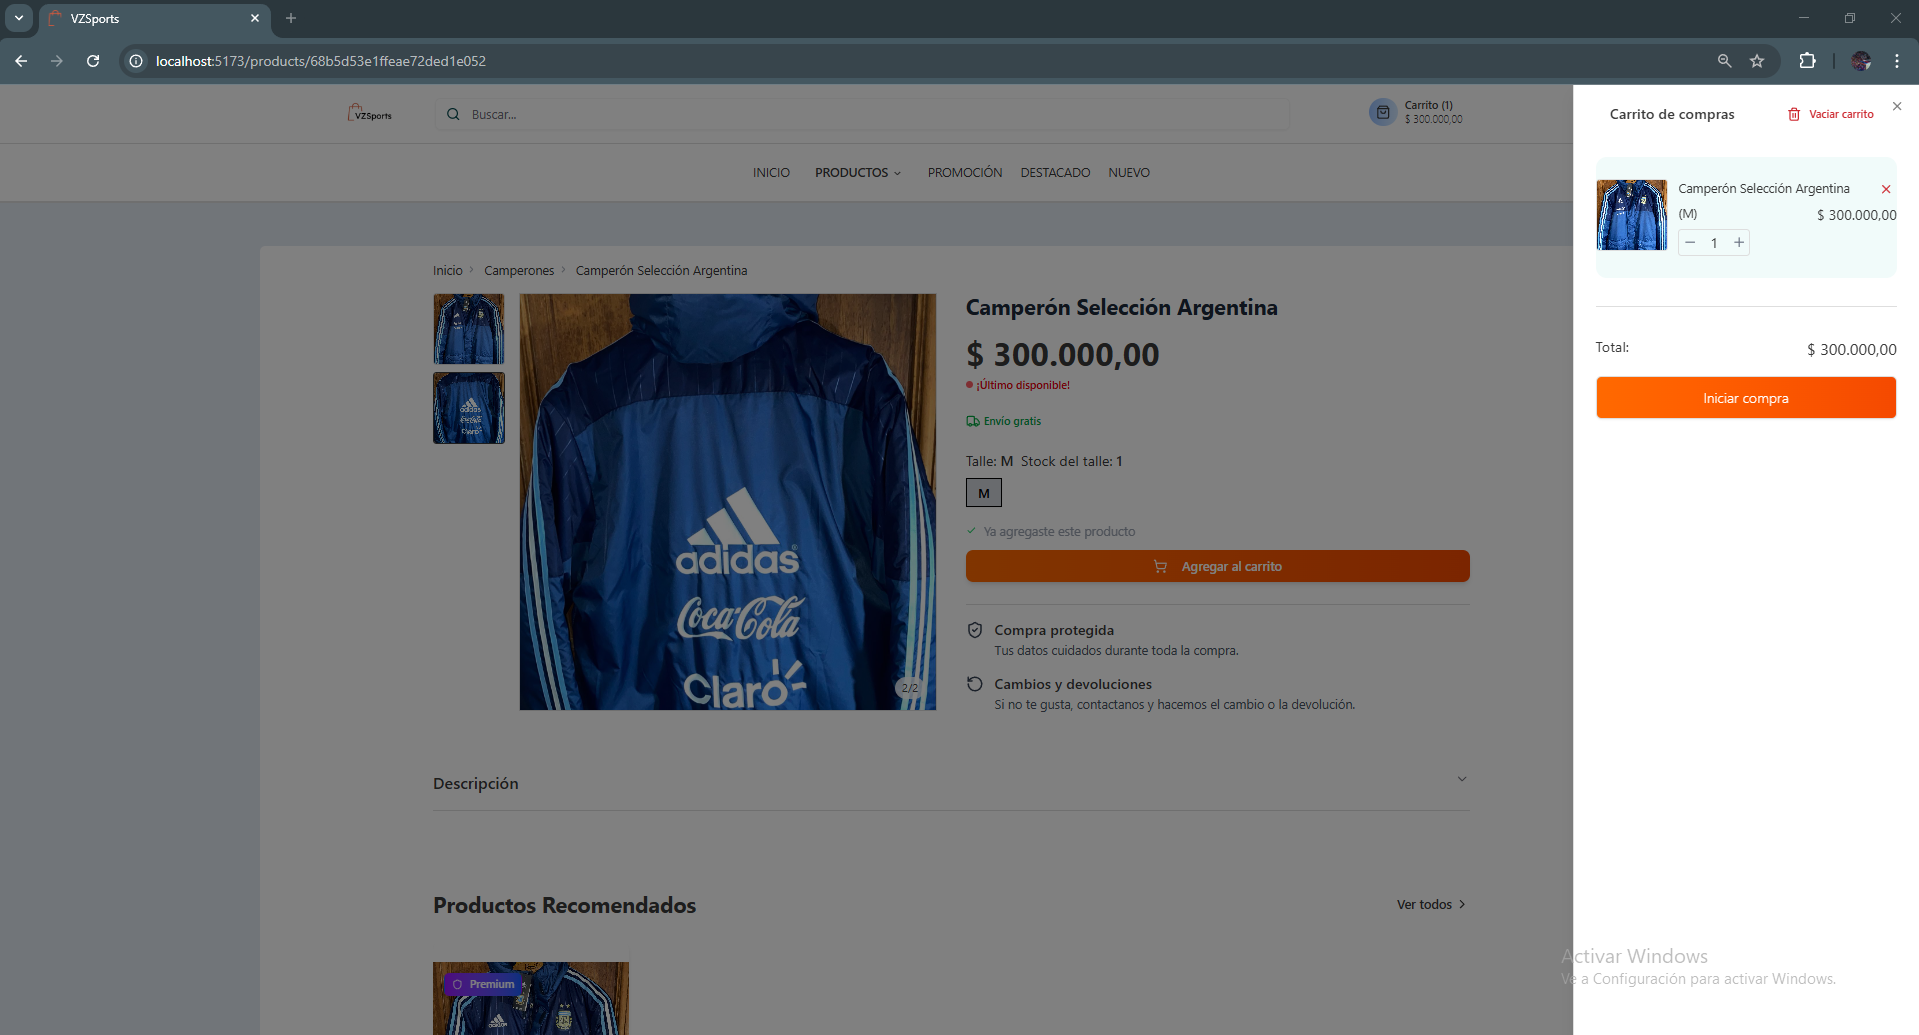 VZSports
localhost:5173/products/68b5d53e1ffeae72ded1e052
VZSports
Buscar...
Carrito (1)
$ 300.000,00
INICIO PRODUCTOS PROMOCIÓN DESTACADO NUEVO
Inicio Camperones Camperón Selección Argentina
adidas
Coca-Cola
Claro
adidas
Coca-Cola
Claro
2/2
Camperón Selección Argentina
$ 300.000,00
¡Último disponible!
Envío gratis
Talle: M Stock del talle: 1
M
Ya agregaste este producto
Agregar al carrito
Compra protegida
Tus datos cuidados durante toda la compra.
Cambios y devoluciones
Si no te gusta, contactanos y hacemos el cambio o la devolución.
Descripción
Productos Recomendados
Ver todos
Premium
adidas
Carrito de compras
Vaciar carrito
Camperón Selección Argentina
(M)
$ 300.000,00
1
Total:
$ 300.000,00
Iniciar compra
Activar Windows
Ve a Configuración para activar Windows.